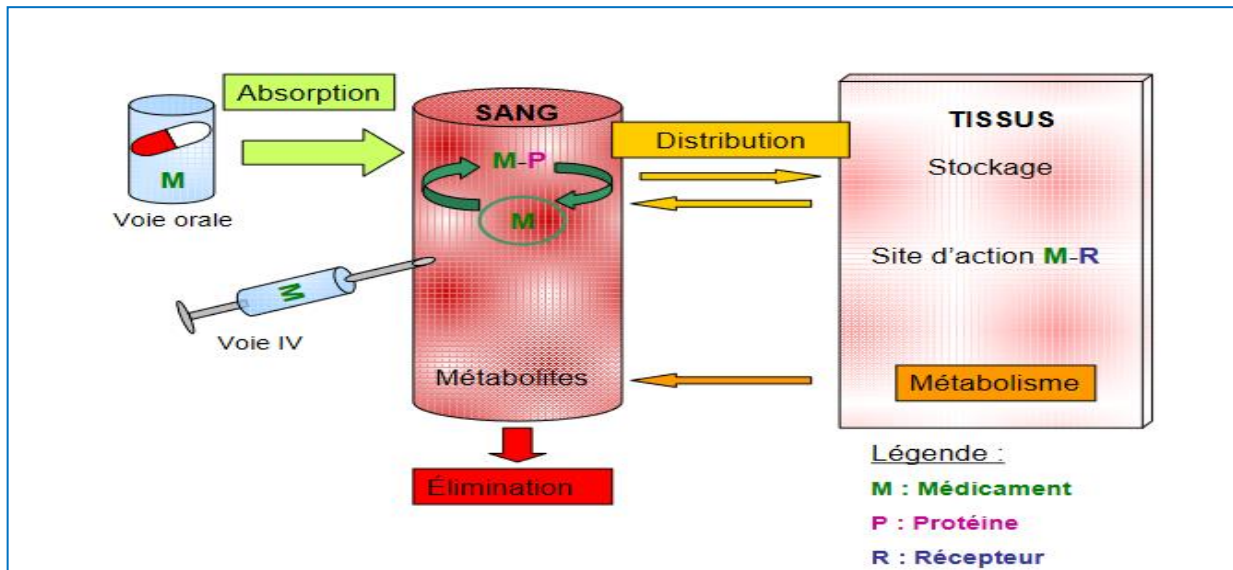 Absorption
M
Voie orale
M
Voie IV
SANG
M-P
M
Métabolites
Élimination
Distribution
TISSUS
Stockage
Site d'action M-R
Métabolisme
Légende :
M : Médicament
P : Protéine
R : Récepteur